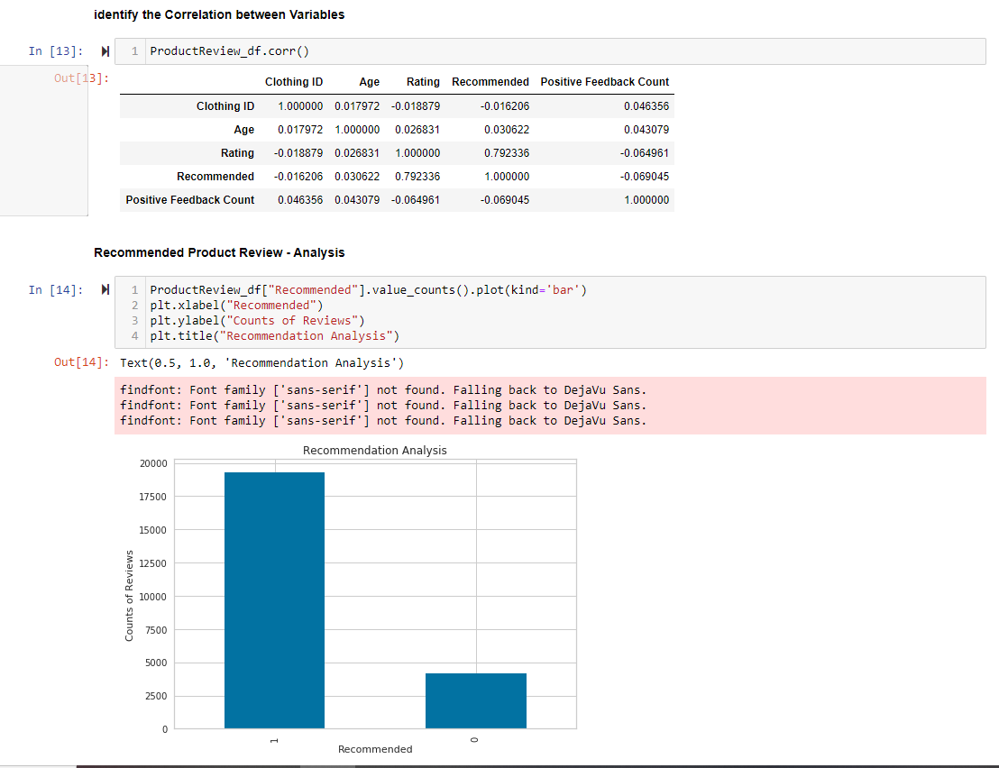 identify the Correlation between Variables
In [13]: 1 ProductReview_df.corr()
Out[13]:
Clothing ID Age Rating Recommended Positive Feedback Count
Clothing ID 1.000000 0.017972 -0.018879 -0.016206 0.046356
Age 0.017972 1.000000 0.026831 0.030622 0.043079
Rating -0.018879 0.026831 1.000000 0.792336 -0.064961
Recommended -0.016206 0.030622 0.792336 1.000000 -0.069045
Positive Feedback Count 0.046356 0.043079 -0.064961 -0.069045 1.000000
Recommended Product Review - Analysis
In [14]: 1 ProductReview_df["Recommended"].value_counts().plot(kind='bar')
2 plt.xlabel("Recommended")
3 plt.ylabel("Counts of Reviews")
4 plt.title("Recommendation Analysis")
Out[14]: Text(0.5, 1.0, 'Recommendation Analysis')
findfont: Font family ['sans-serif'] not found. Falling back to DejaVu Sans.
findfont: Font family ['sans-serif'] not found. Falling back to DejaVu Sans.
findfont: Font family ['sans-serif'] not found. Falling back to DejaVu Sans.
Recommendation Analysis
20000
17500
15000
12500
10000
7500
5000
2500
0
Counts of Reviews
1 0
Recommended